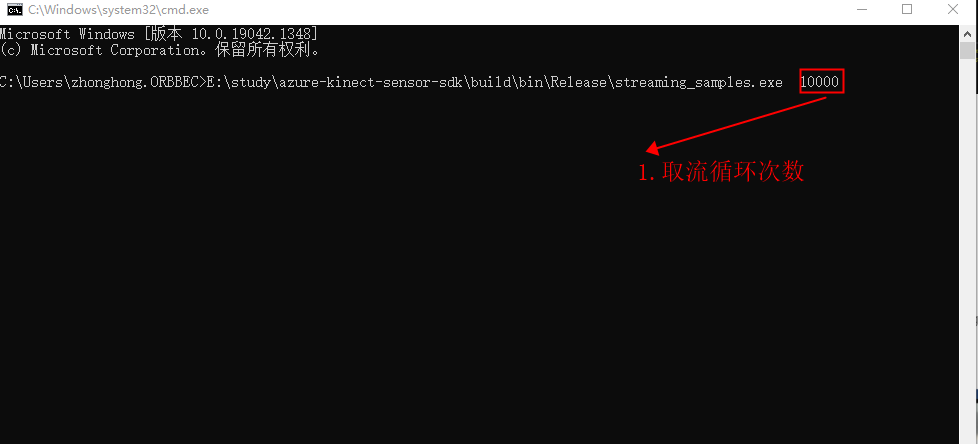 C:\Windows\system32\cmd.exe
Microsoft Windows [版本 10.0.19042.1348]
(c) Microsoft Corporation。保留所有权利。
C:\Users\zhonghong.ORBBEC>E:\study\azure-kinect-sensor-sdk\build\bin\Release\streaming_samples.exe  10000
1.取流循环次数